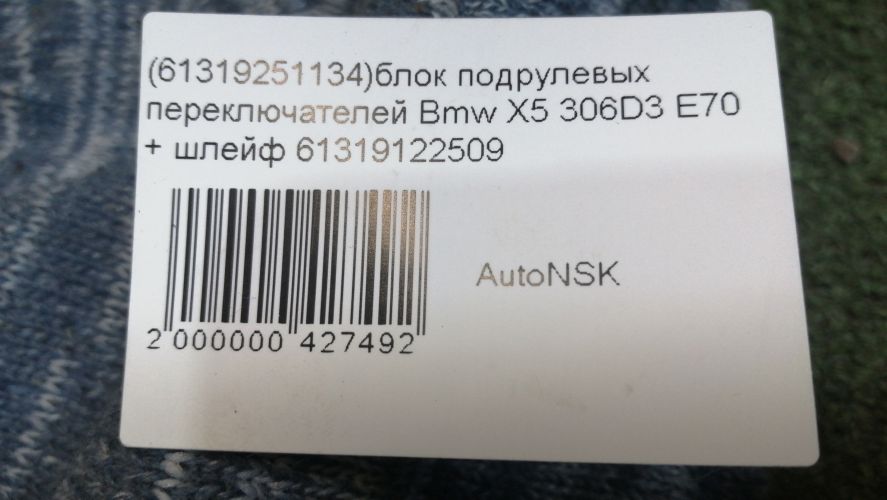 (61319251134)блок подрулевых
переключателей Bmw X5 306D3 E70
+ шлейф 61319122509
AutoNSK
2 000000 427492